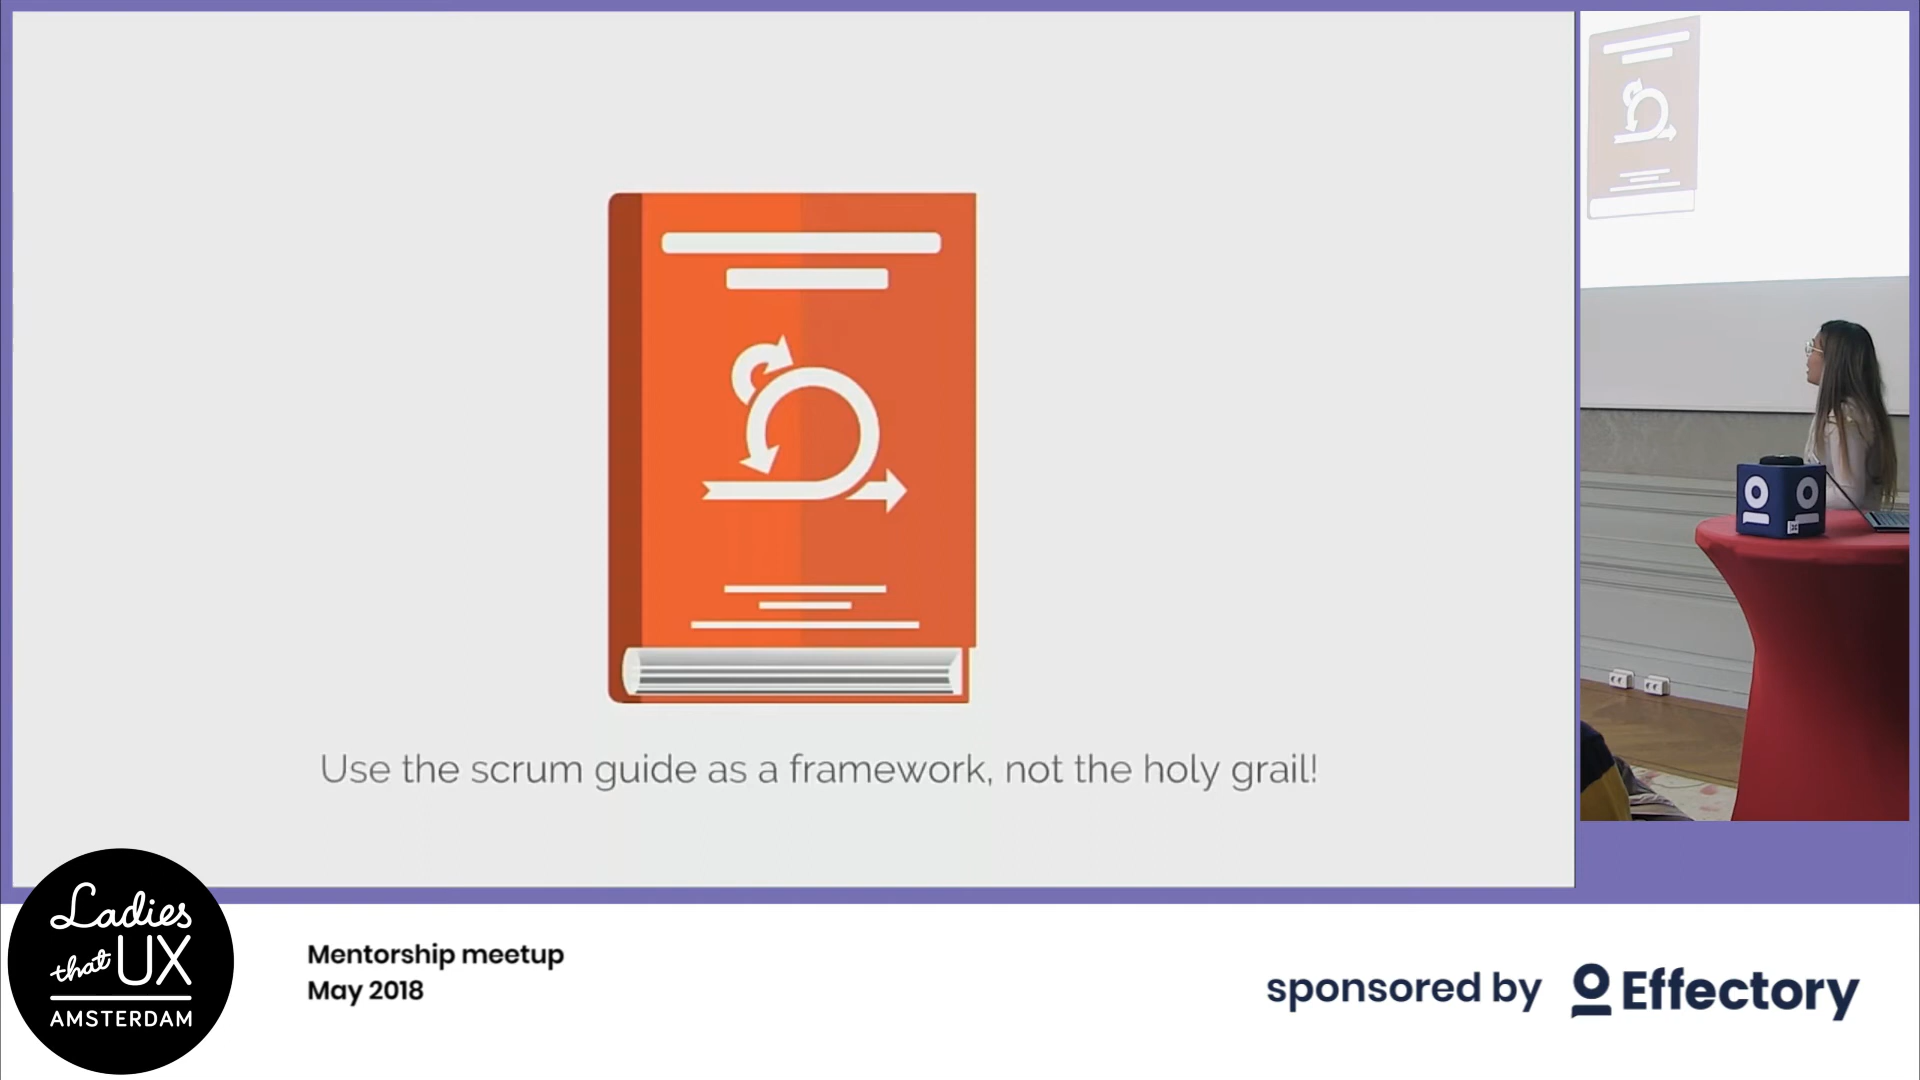 Use the scrum guide as a framework, not the holy grail!
Ladies
that UX
AMSTERDAM
Mentorship meetup
May 2018
sponsored by Effectory